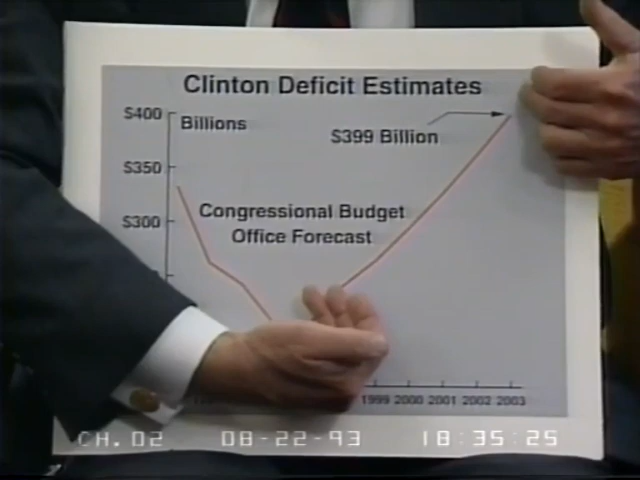 Clinton Deficit Estimates
$400
Billions
$399 Billion
$350
$300
Congressional Budget
Office Forecast
1999 2000 2001 2002 2003
CH. 02 08-22-93 18:35:25